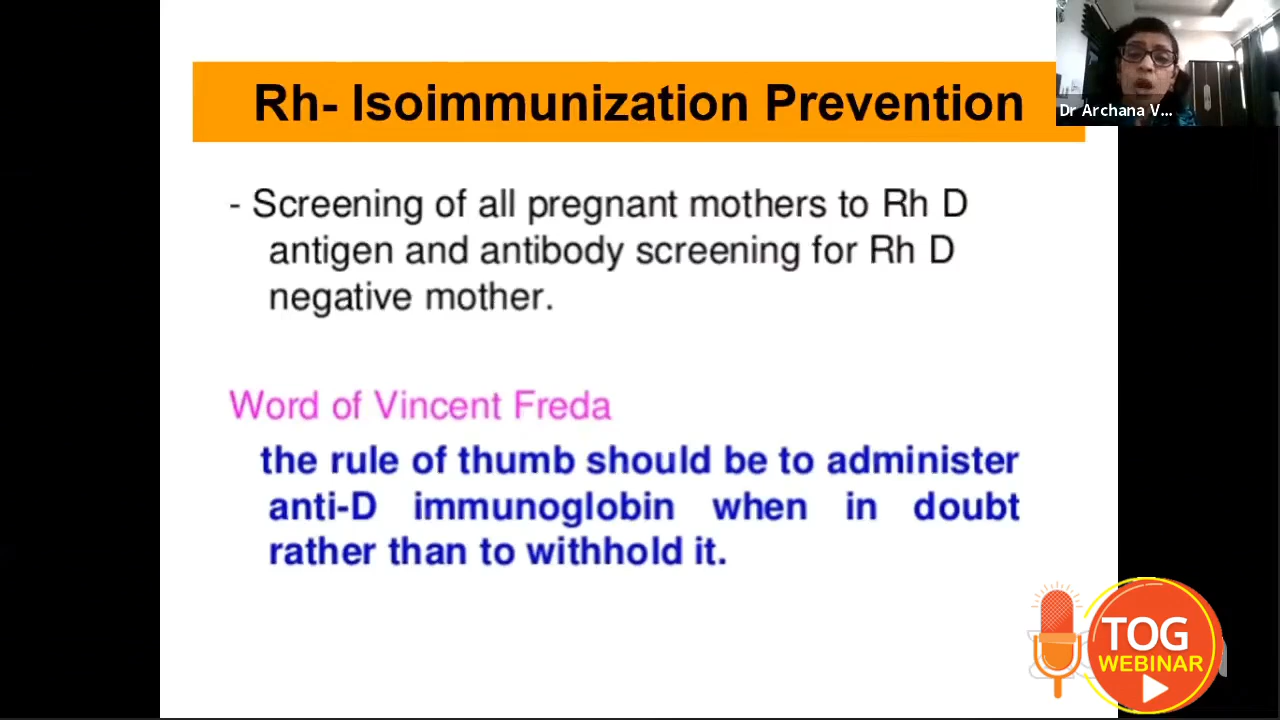 Rh- Isoimmunization Prevention
Dr Archana V...
- Screening of all pregnant mothers to Rh D
antigen and antibody screening for Rh D
negative mother.
Word of Vincent Freda
the rule of thumb should be to administer
anti-D immunoglobin when in doubt
rather than to withhold it.
TOG
WEBINAR